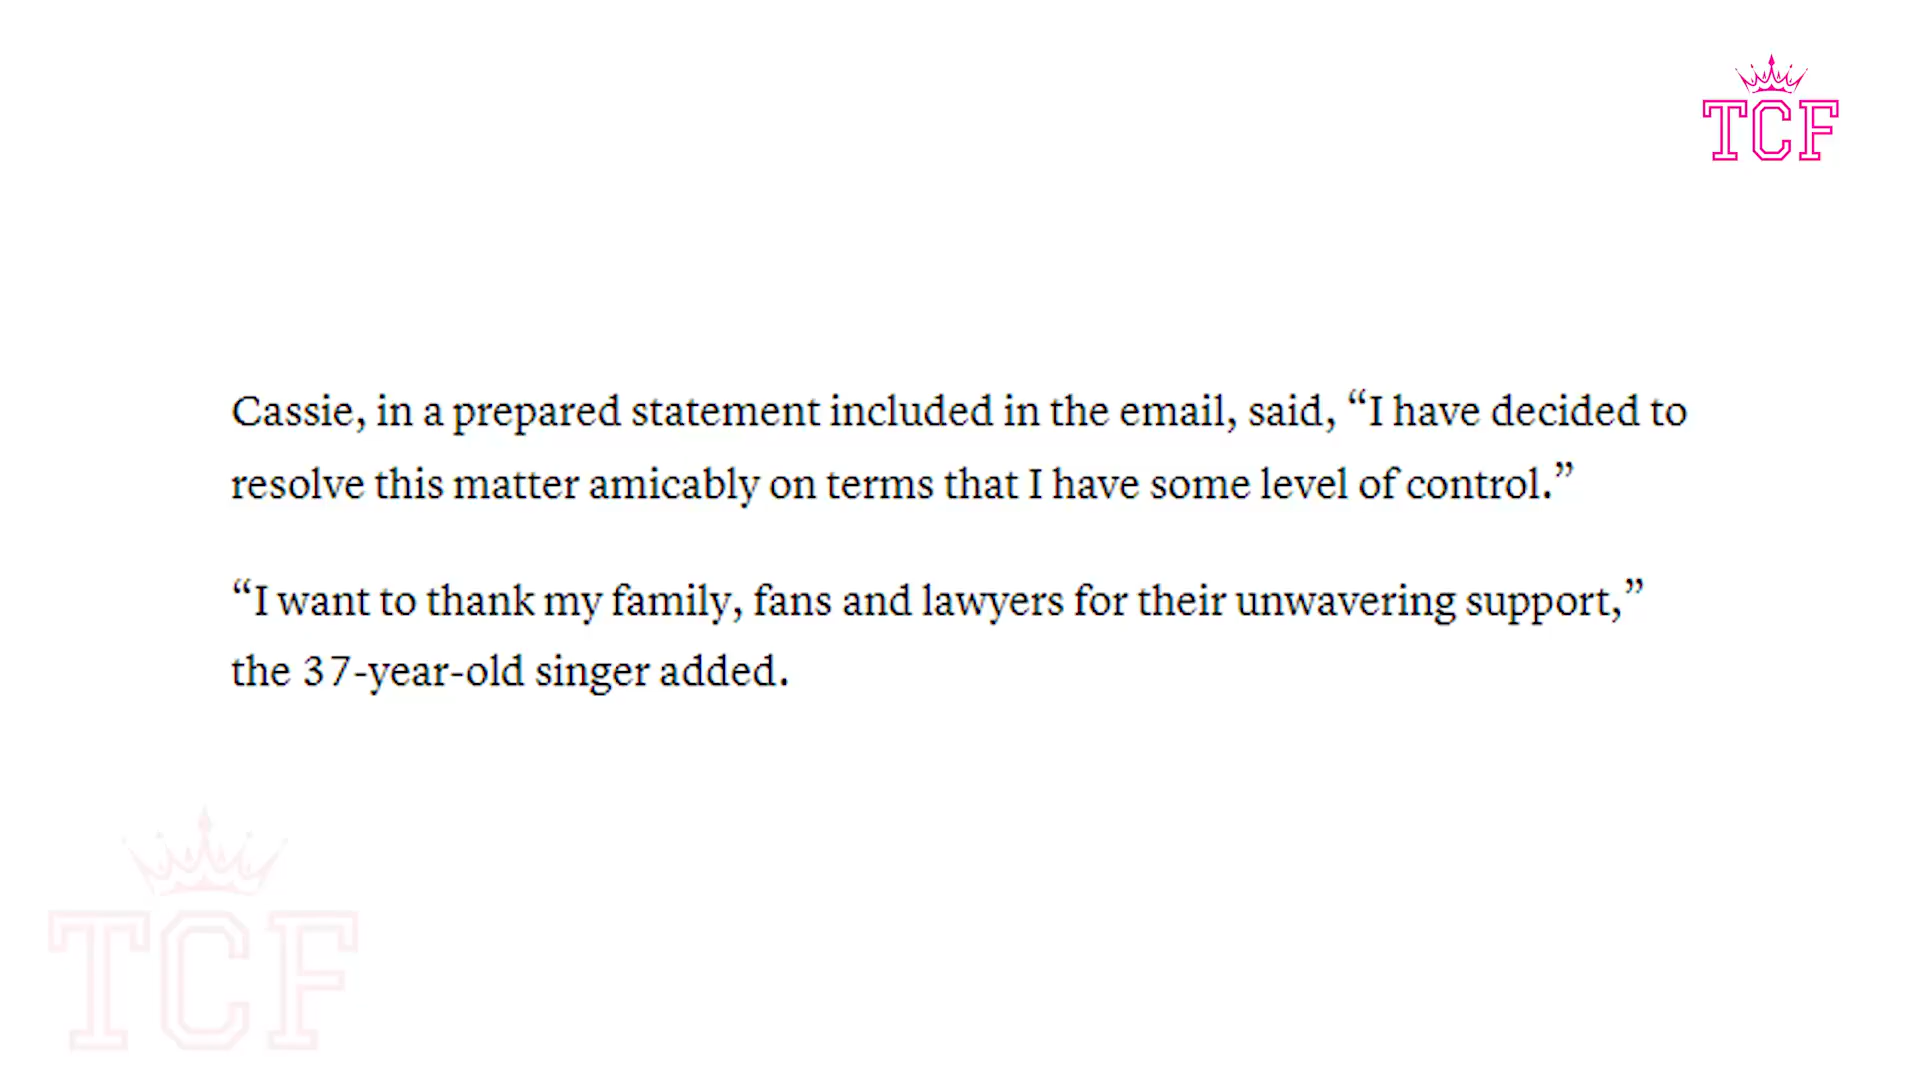 TCF
Cassie, in a prepared statement included in the email, said, “I have decided to
resolve this matter amicably on terms that I have some level of control.”
“I want to thank my family, fans and lawyers for their unwavering support,”
the 37-year-old singer added.
TCF